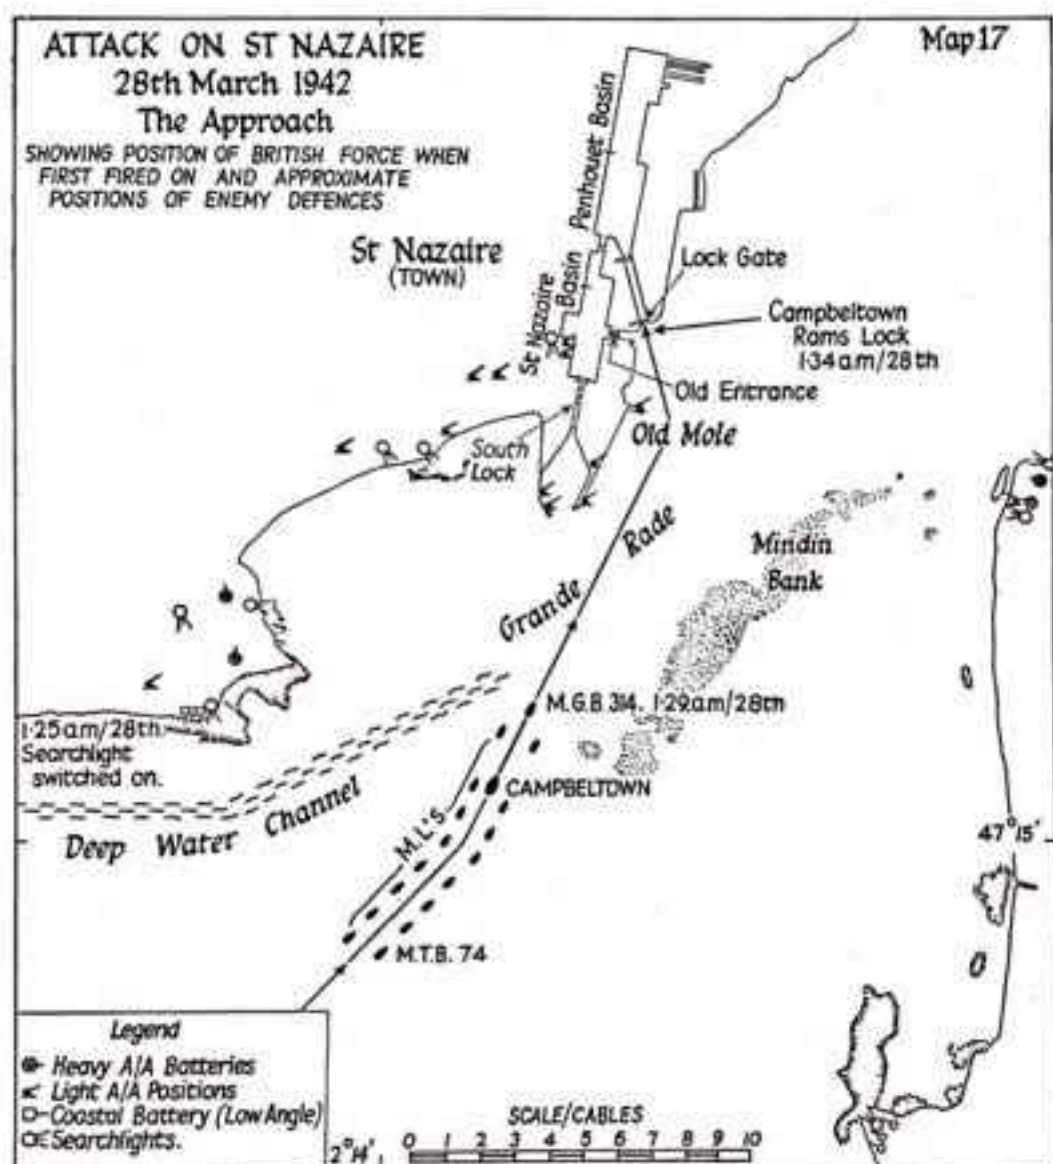 ATTACK ON ST NAZAIRE
28th March 1942
The Approach
SHOWING POSITION OF BRITISH FORCE WHEN
FIRST FIRED ON AND APPROXIMATE
POSITIONS OF ENEMY DEFENCES
Map 17
Penhouet Basin
St Nazaire
(TOWN)
St Nazaire
Basin
Lock Gate
Campbeltown
Rams Lock
1·34 a.m/28th
Old Entrance
Old Mole
South
Lock
Grande Rade
Mindin
Bank
M.G.B 314. 1·29a.m/28th
1·25 a.m/28th.
Searchlight
switched on.
CAMPBELTOWN
Deep Water Channel
M.L's
47° 15'
M.T.B. 74
Legend
Heavy A/A Batteries
Light A/A Positions
Coastal Battery (Low Angle)
Searchlights.
2° 14'
SCALE/CABLES
0 1 2 3 4 5 6 7 8 9 10